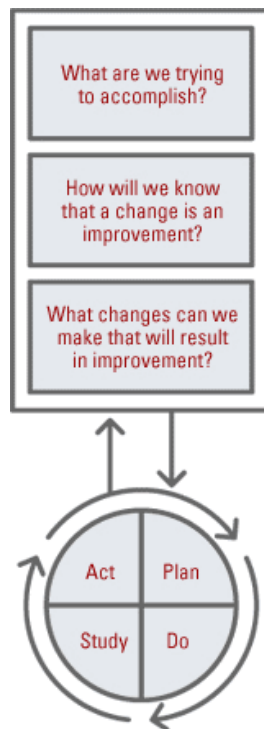 What are we trying
to accomplish?
How will we know
that a change is an
improvement?
What changes can we
make that will result
in improvement?
Act
Plan
Study
Do